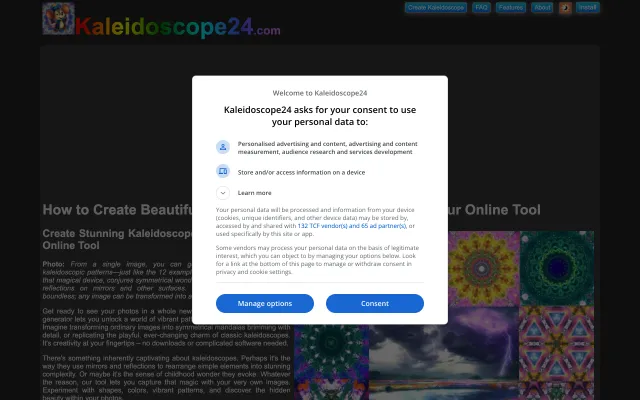 Kaleidoscope24.com
Create Kaleidoscope FAQ Features About Install
Welcome to Kaleidoscope24
Kaleidoscope24 asks for your consent to use
your personal data to:
Personalised advertising and content, advertising and content
measurement, audience research and services development
Store and/or access information on a device
Learn more
Your personal data will be processed and information from your device
(cookies, unique identifiers, and other device data) may be stored by,
accessed by and shared with 132 TCF vendor(s) and 65 ad partner(s), or
used specifically by this site or app.
Some vendors may process your personal data on the basis of legitimate
interest, which you can object to by managing your options below. Look
for a link at the bottom of this page to manage or withdraw consent in
privacy and cookie settings.
Manage options Consent
How to Create Beautiful
ur Online Tool
Create Stunning Kaleidoscope
Online Tool
Photo: From a single image, you can
kaleidoscopic patterns—just like the 12
that magical device, conjures symmetrical
reflections on mirrors and other surfaces.
boundless; any image can be transformed into
Get ready to see your photos in a whole new
generator lets you unlock a world of vibrant
Imagine transforming ordinary images into symmetrical mandalas brimming with
detail, or replicating the playful, ever-changing charm of classic kaleidoscopes.
It's creativity at your fingertips—no downloads or complicated software needed.
There's something inherently captivating about kaleidoscopes. Perhaps it's the
way they use mirrors and reflections to rearrange simple elements into stunning
complexity. Or maybe it's the sense of childhood wonder they evoke. Whatever
the reason, our tool lets you capture that magic with your very own images.
Experiment with shapes, colors, vibrant patterns, and discover the hidden
beauty within your photos.